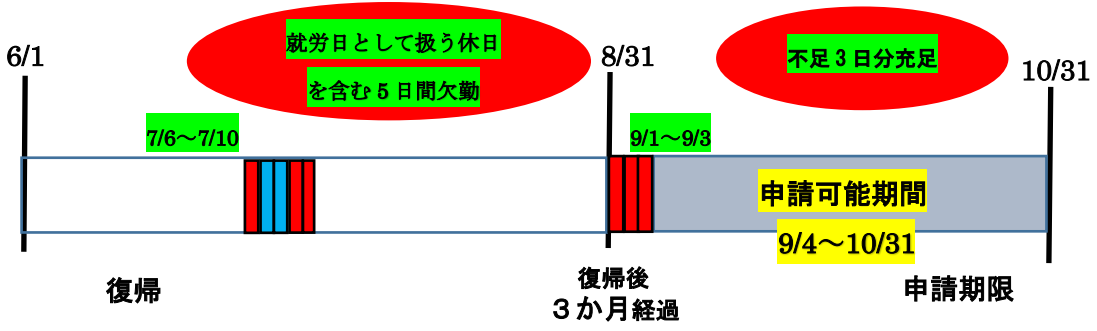 6/1
就労日として扱う休日
を含む５日間欠勤
8/31
不足３日分充足
10/31
7/6～7/10
9/1～9/3
申請可能期間
9/4～10/31
復帰
復帰後
３か月経過
申請期限